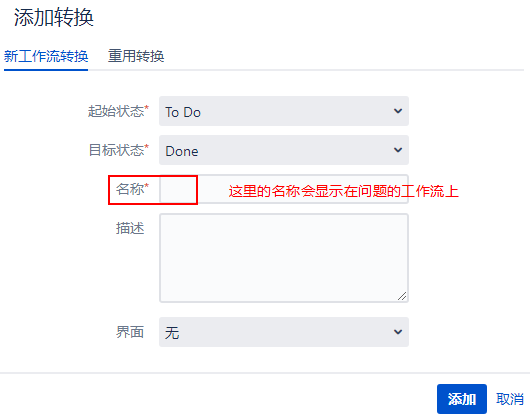 添加转换
新工作流转换 重用转换
起始状态* To Do
目标状态* Done
名称* 这里的名称会显示在问题的工作流上
描述
界面 无
添加 取消